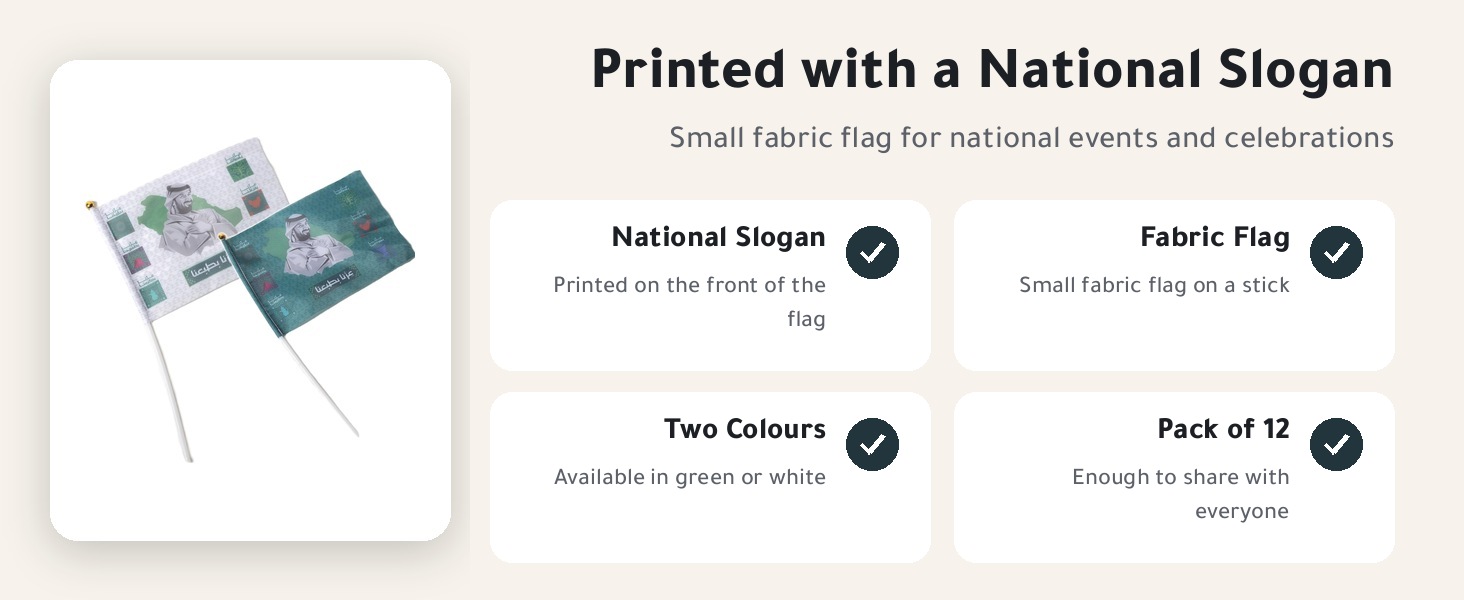 Printed with a National Slogan
Small fabric flag for national events and celebrations
National Slogan
Printed on the front of the
flag
Fabric Flag
Small fabric flag on a stick
Two Colours
Available in green or white
Pack of 12
Enough to share with
everyone
عزنا بطبعنا